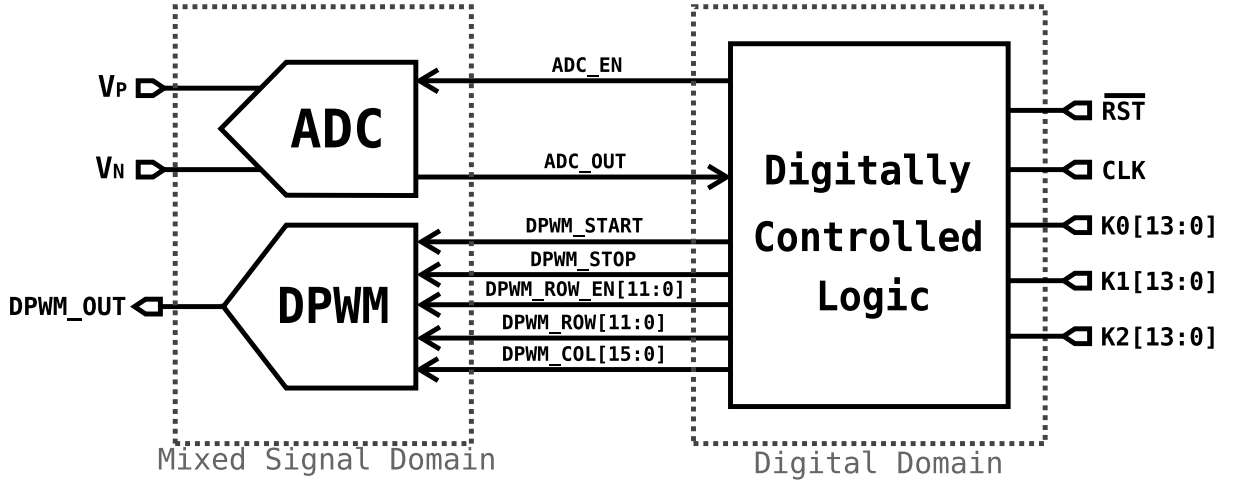 ADC_EN
VP
ADC
RST
VN
ADC_OUT
Digitally
CLK
DPWM_START
K0[13:0]
Controlled
DPWM_STOP
DPWM_ROW_EN[11:0]
K1[13:0]
Logic
DPWM_OUT
DPWM
DPWM_ROW[11:0]
K2[13:0]
DPWM_COL[15:0]
Mixed Signal Domain
Digital Domain